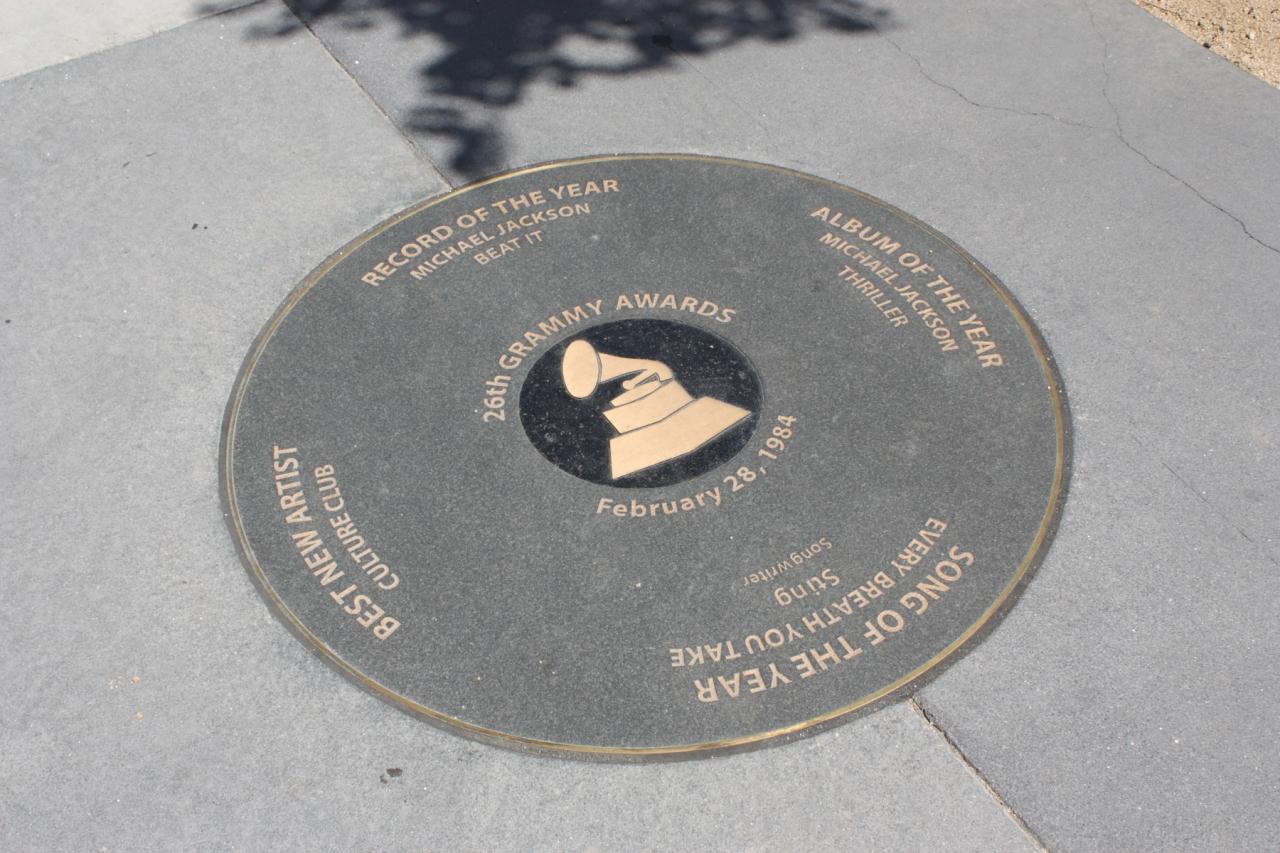 RECORD OF THE YEAR
MICHAEL JACKSON
BEAT IT
ALBUM OF THE YEAR
MICHAEL JACKSON
THRILLER
26th GRAMMY AWARDS
February 28, 1984
BEST NEW ARTIST
CULTURE CLUB
SONG OF THE YEAR
EVERY BREATH YOU TAKE
Sting
Songwriter